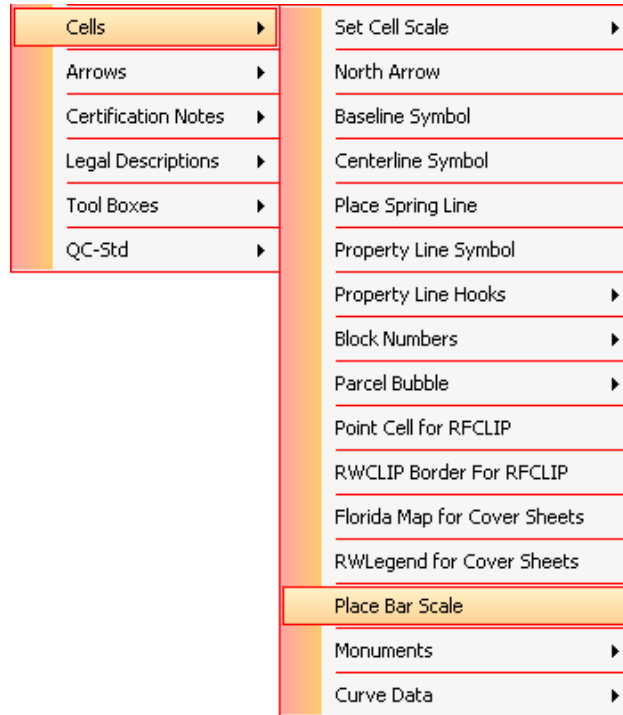 Cells
Arrows
Certification Notes
Legal Descriptions
Tool Boxes
QC-Std
Set Cell Scale
North Arrow
Baseline Symbol
Centerline Symbol
Place Spring Line
Property Line Symbol
Property Line Hooks
Block Numbers
Parcel Bubble
Point Cell for RFCLIP
RWCLIP Border For RFCLIP
Florida Map for Cover Sheets
RWLegend for Cover Sheets
Place Bar Scale
Monuments
Curve Data